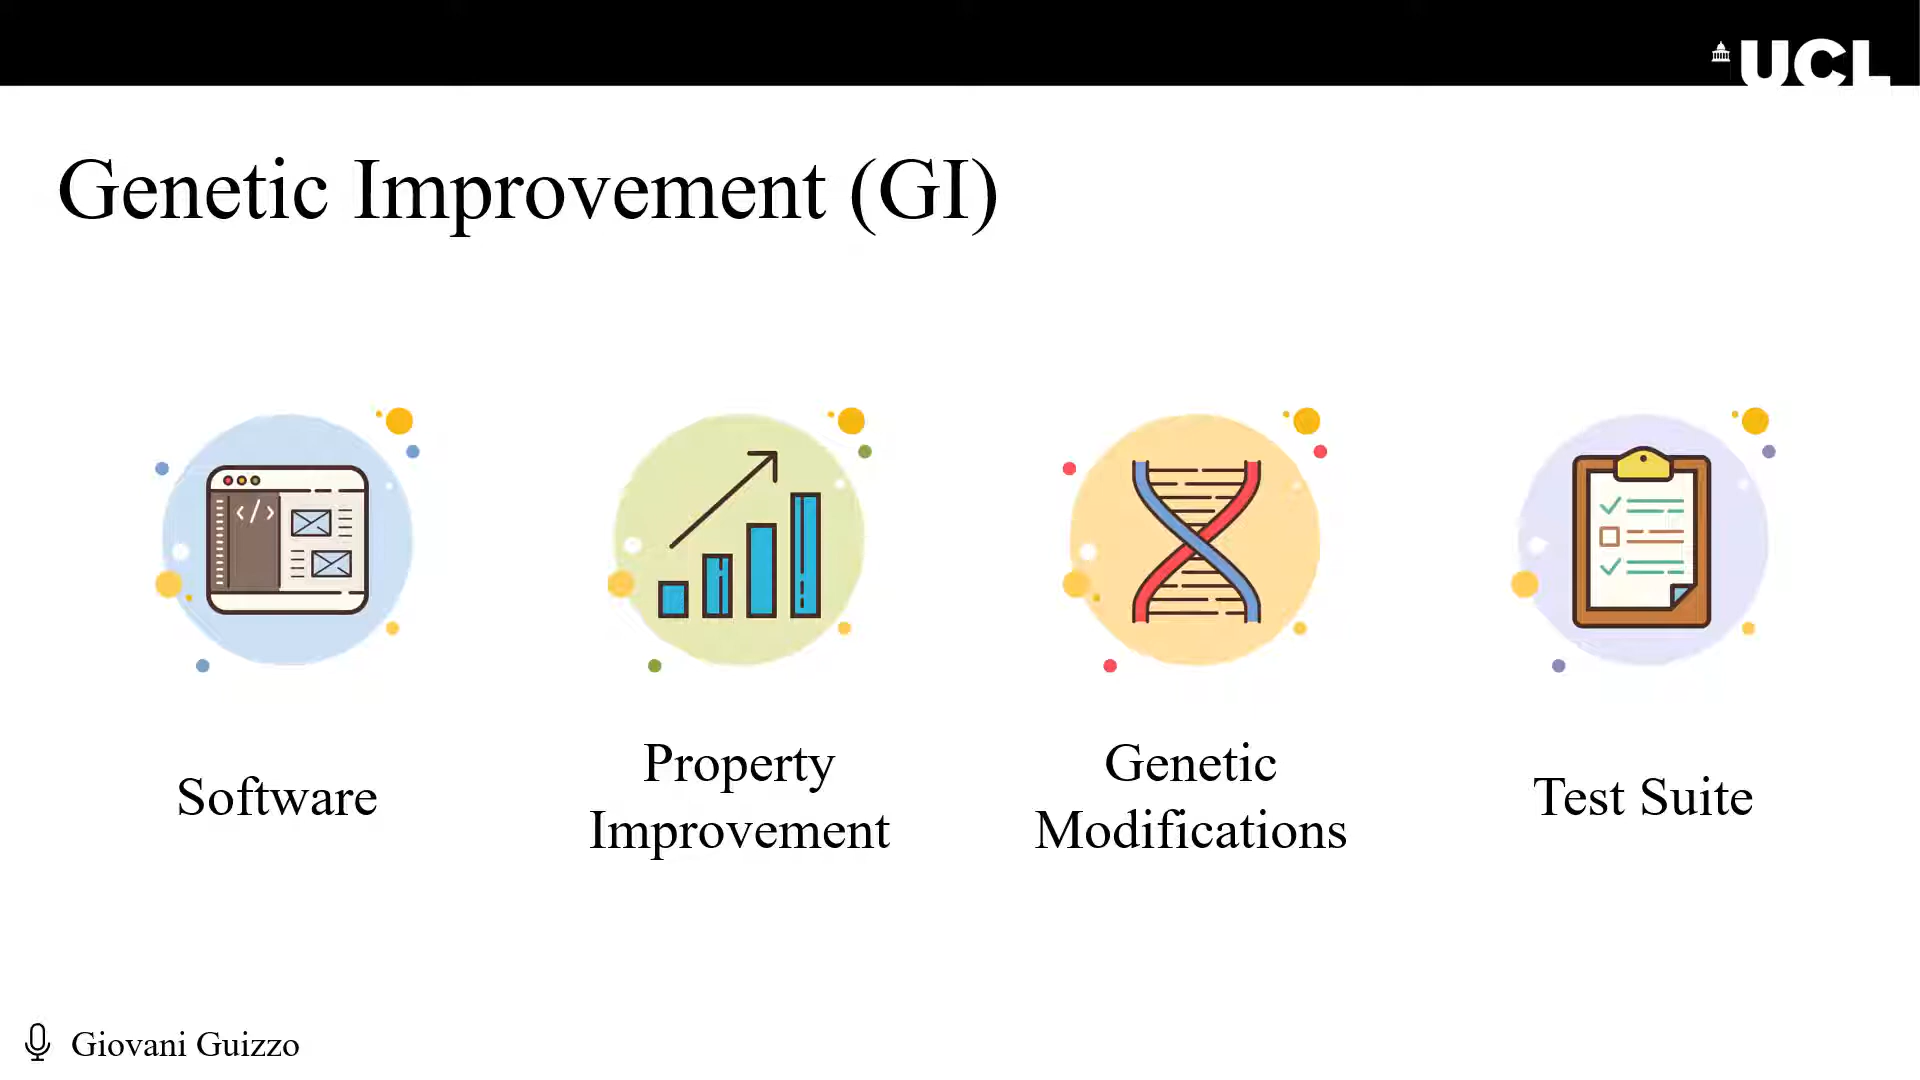 UCL
Genetic Improvement (GI)
</>
Software
Property
Improvement
Genetic
Modifications
Test Suite
Giovani Guizzo